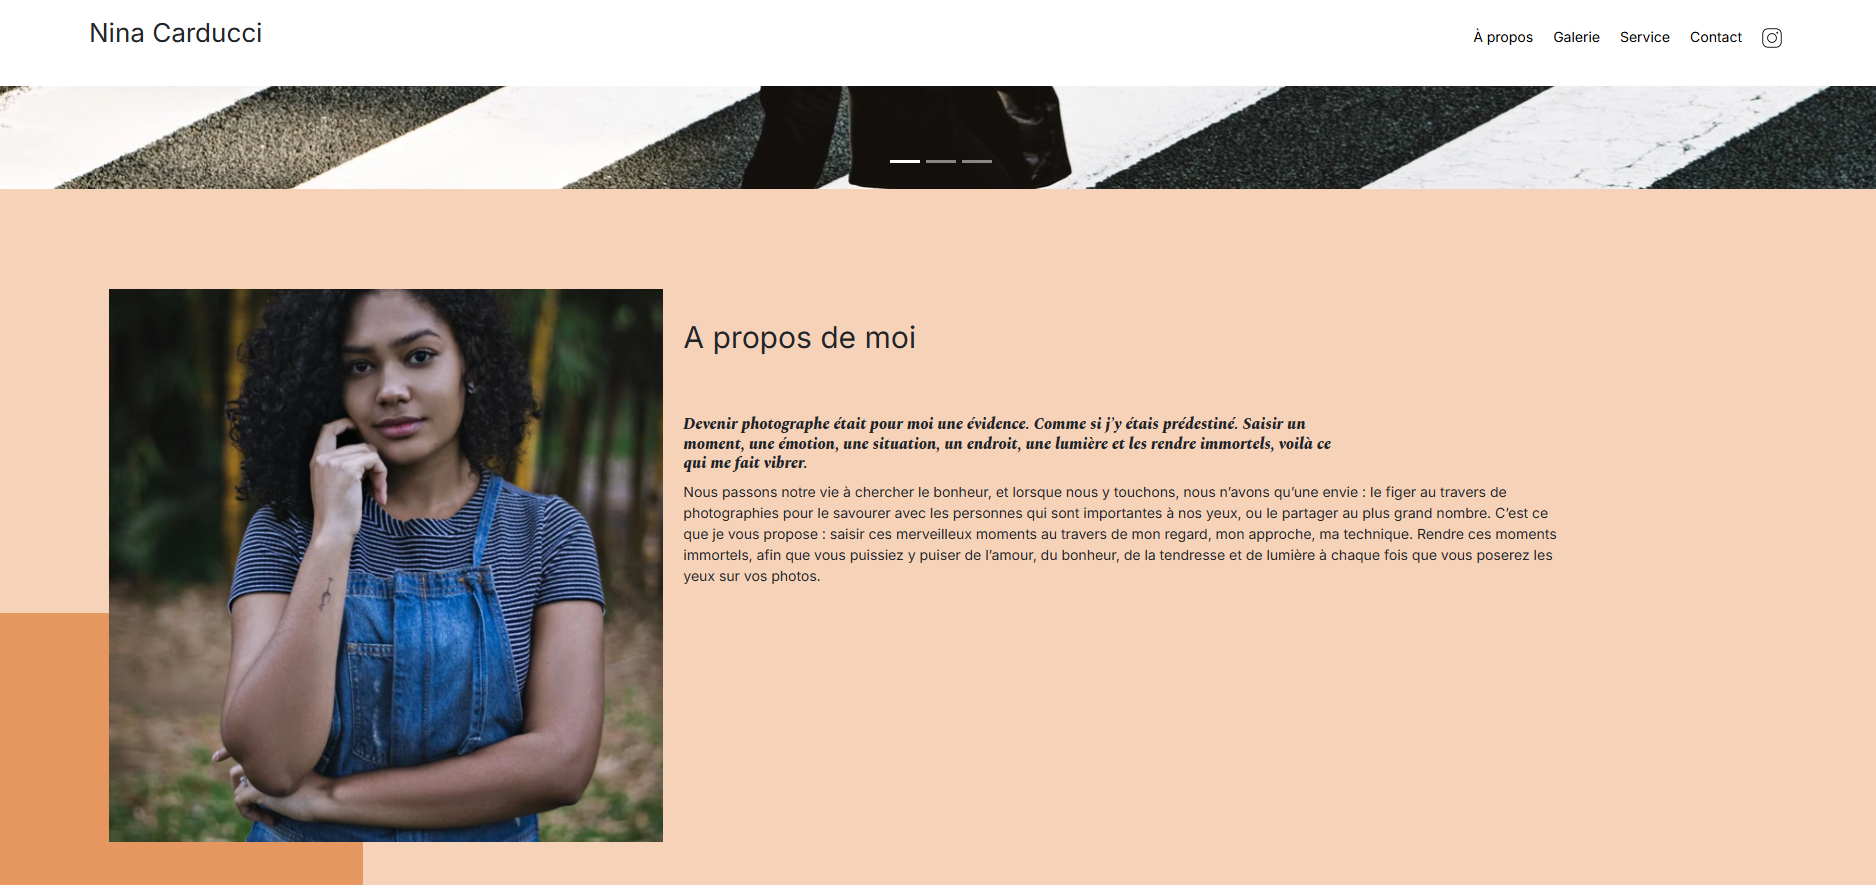 Nina Carducci
À propos Galerie Service Contact
A propos de moi
Devenir photographe était pour moi une évidence. Comme si j'y étais prédestiné. Saisir un
moment, une émotion, une situation, un endroit, une lumière et les rendre immortels, voilà ce
qui me fait vibrer.
Nous passons notre vie à chercher le bonheur, et lorsque nous y touchons, nous n’avons qu’une envie : le figer au travers de
photographies pour le savourer avec les personnes qui sont importantes à nos yeux, ou le partager au plus grand nombre. C’est ce
que je vous propose : saisir ces merveilleux moments au travers de mon regard, mon approche, ma technique. Rendre ces moments
immortels, afin que vous puissiez y puiser de l’amour, du bonheur, de la tendresse et de lumière à chaque fois que vous poserez les
yeux sur vos photos.